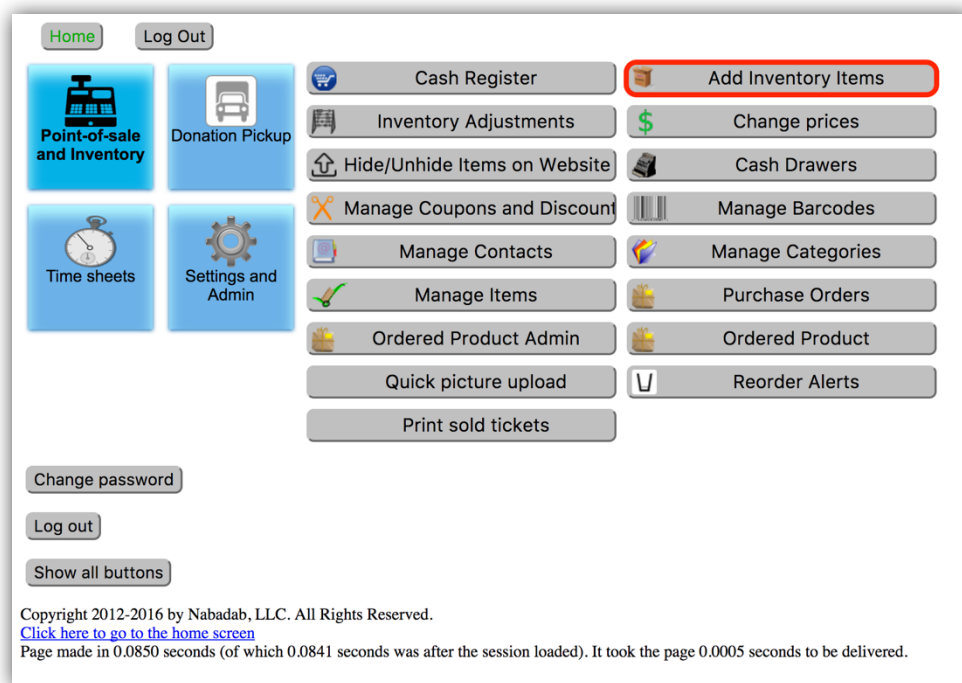 Home
Log Out
Point-of-sale
and Inventory
Donation Pickup
Time sheets
Settings and
Admin
Cash Register
Add Inventory Items
Inventory Adjustments
Change prices
Hide/Unhide Items on Website
Cash Drawers
Manage Coupons and Discount
Manage Barcodes
Manage Contacts
Manage Categories
Manage Items
Purchase Orders
Ordered Product Admin
Ordered Product
Quick picture upload
Reorder Alerts
Print sold tickets
Change password
Log out
Show all buttons
Copyright 2012-2016 by Nabadab, LLC. All Rights Reserved.
Click here to go to the home screen
Page made in 0.0850 seconds (of which 0.0841 seconds was after the session loaded). It took the page 0.0005 seconds to be delivered.